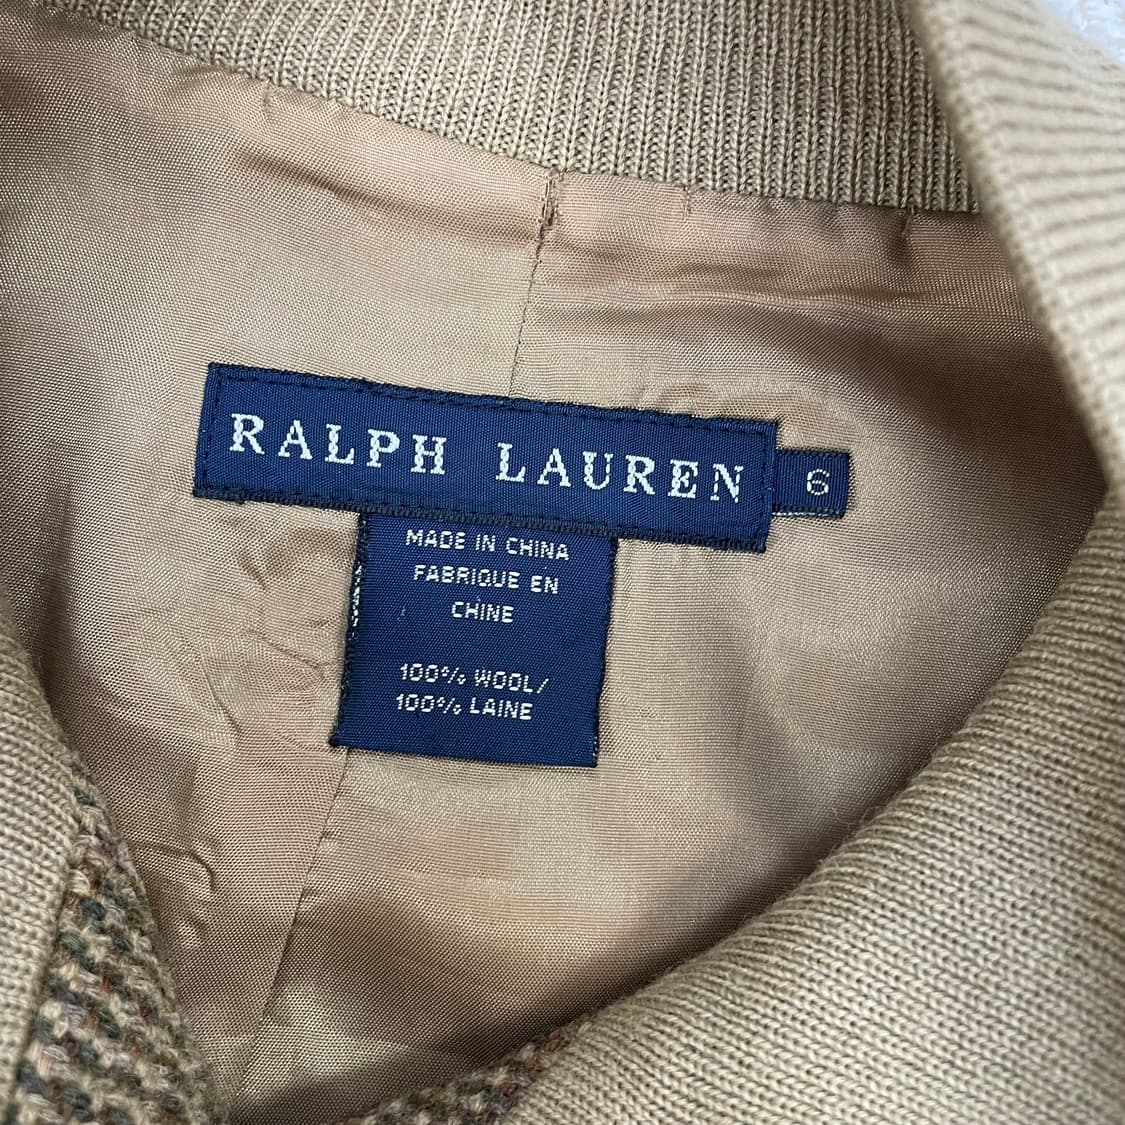 RALPH LAUREN
6
MADE IN CHINA
FABRIQUE EN
CHINE
100% WOOL/
100% LAINE